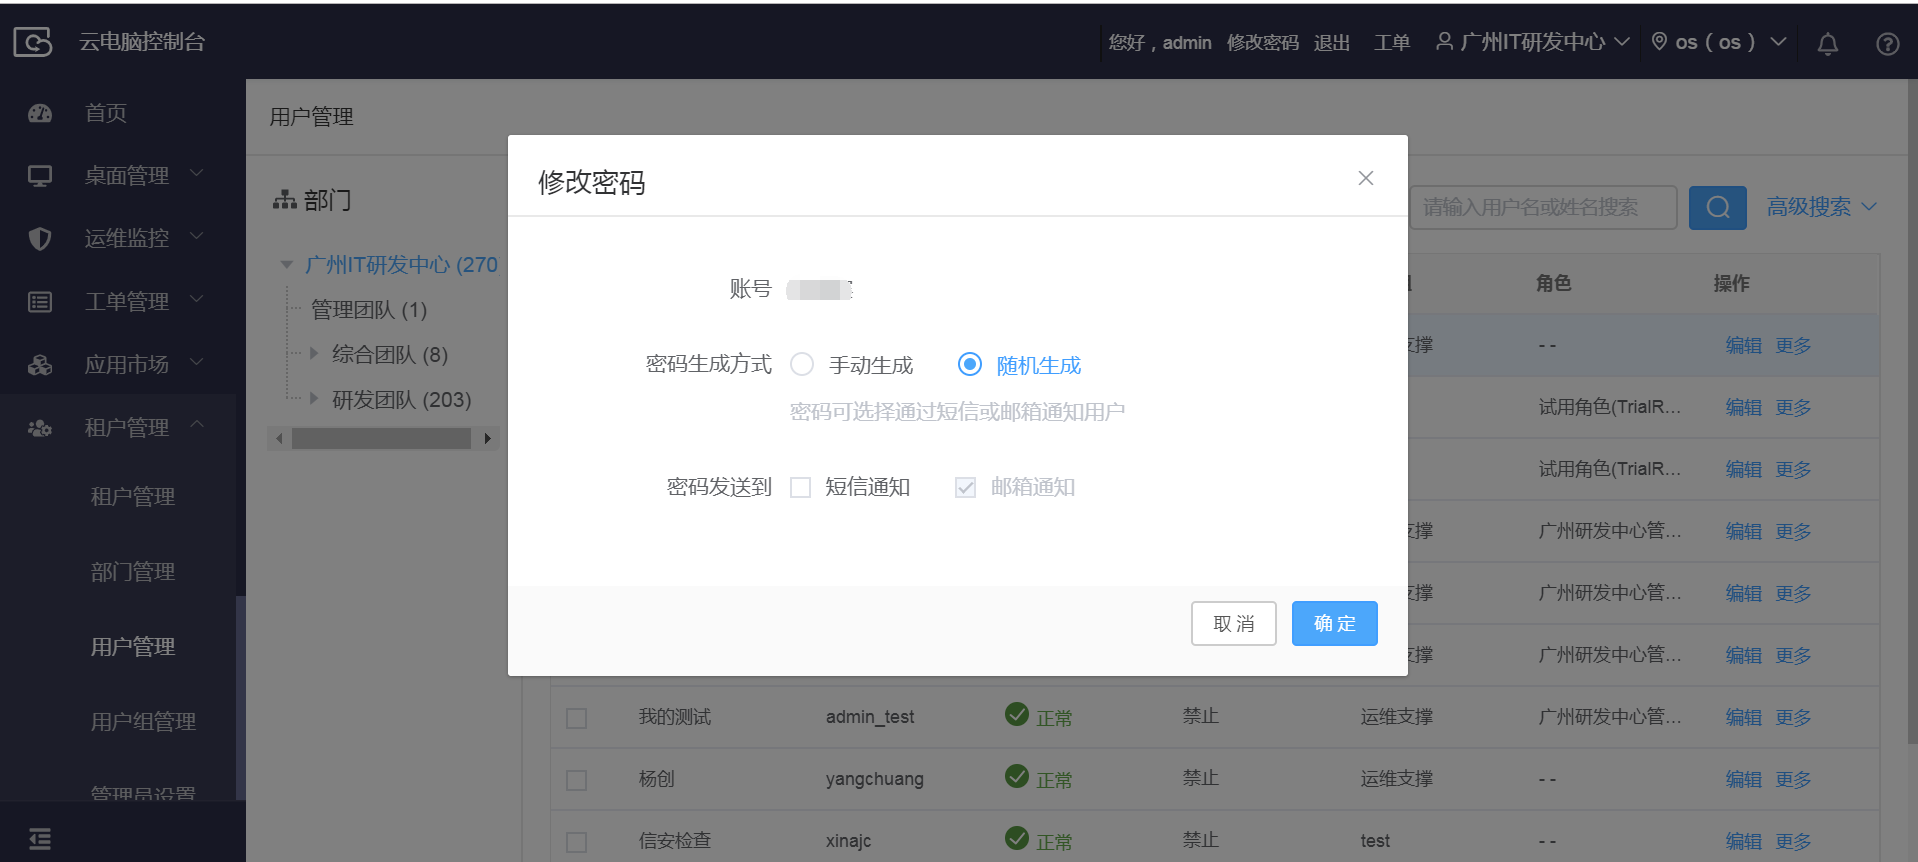 云电脑控制台
您好，admin 修改密码 退出 工单 广州IT研发中心 os（os）
首页
桌面管理
运维监控
工单管理
应用市场
租户管理
租户管理
部门管理
用户管理
用户组管理
管理员设置
用户管理
部门
广州IT研发中心 (270
管理团队 (1)
综合团队 (8)
研发团队 (203)
请输入用户名或姓名搜索
高级搜索
修改密码
账号
密码生成方式 手动生成 随机生成
密码可选择通过短信或邮箱通知用户
密码发送到 短信通知 邮箱通知
取消 确定
角色 操作
支撑 - - 编辑 更多
试用角色(TrialR... 编辑 更多
试用角色(TrialR... 编辑 更多
支撑 广州研发中心管... 编辑 更多
支撑 广州研发中心管... 编辑 更多
支撑 广州研发中心管... 编辑 更多
我的测试 admin_test 正常 禁止 运维支撑 广州研发中心管... 编辑 更多
杨创 yangchuang 正常 禁止 运维支撑 - - 编辑 更多
信安检查 xinajc 正常 禁止 test - - 编辑 更多